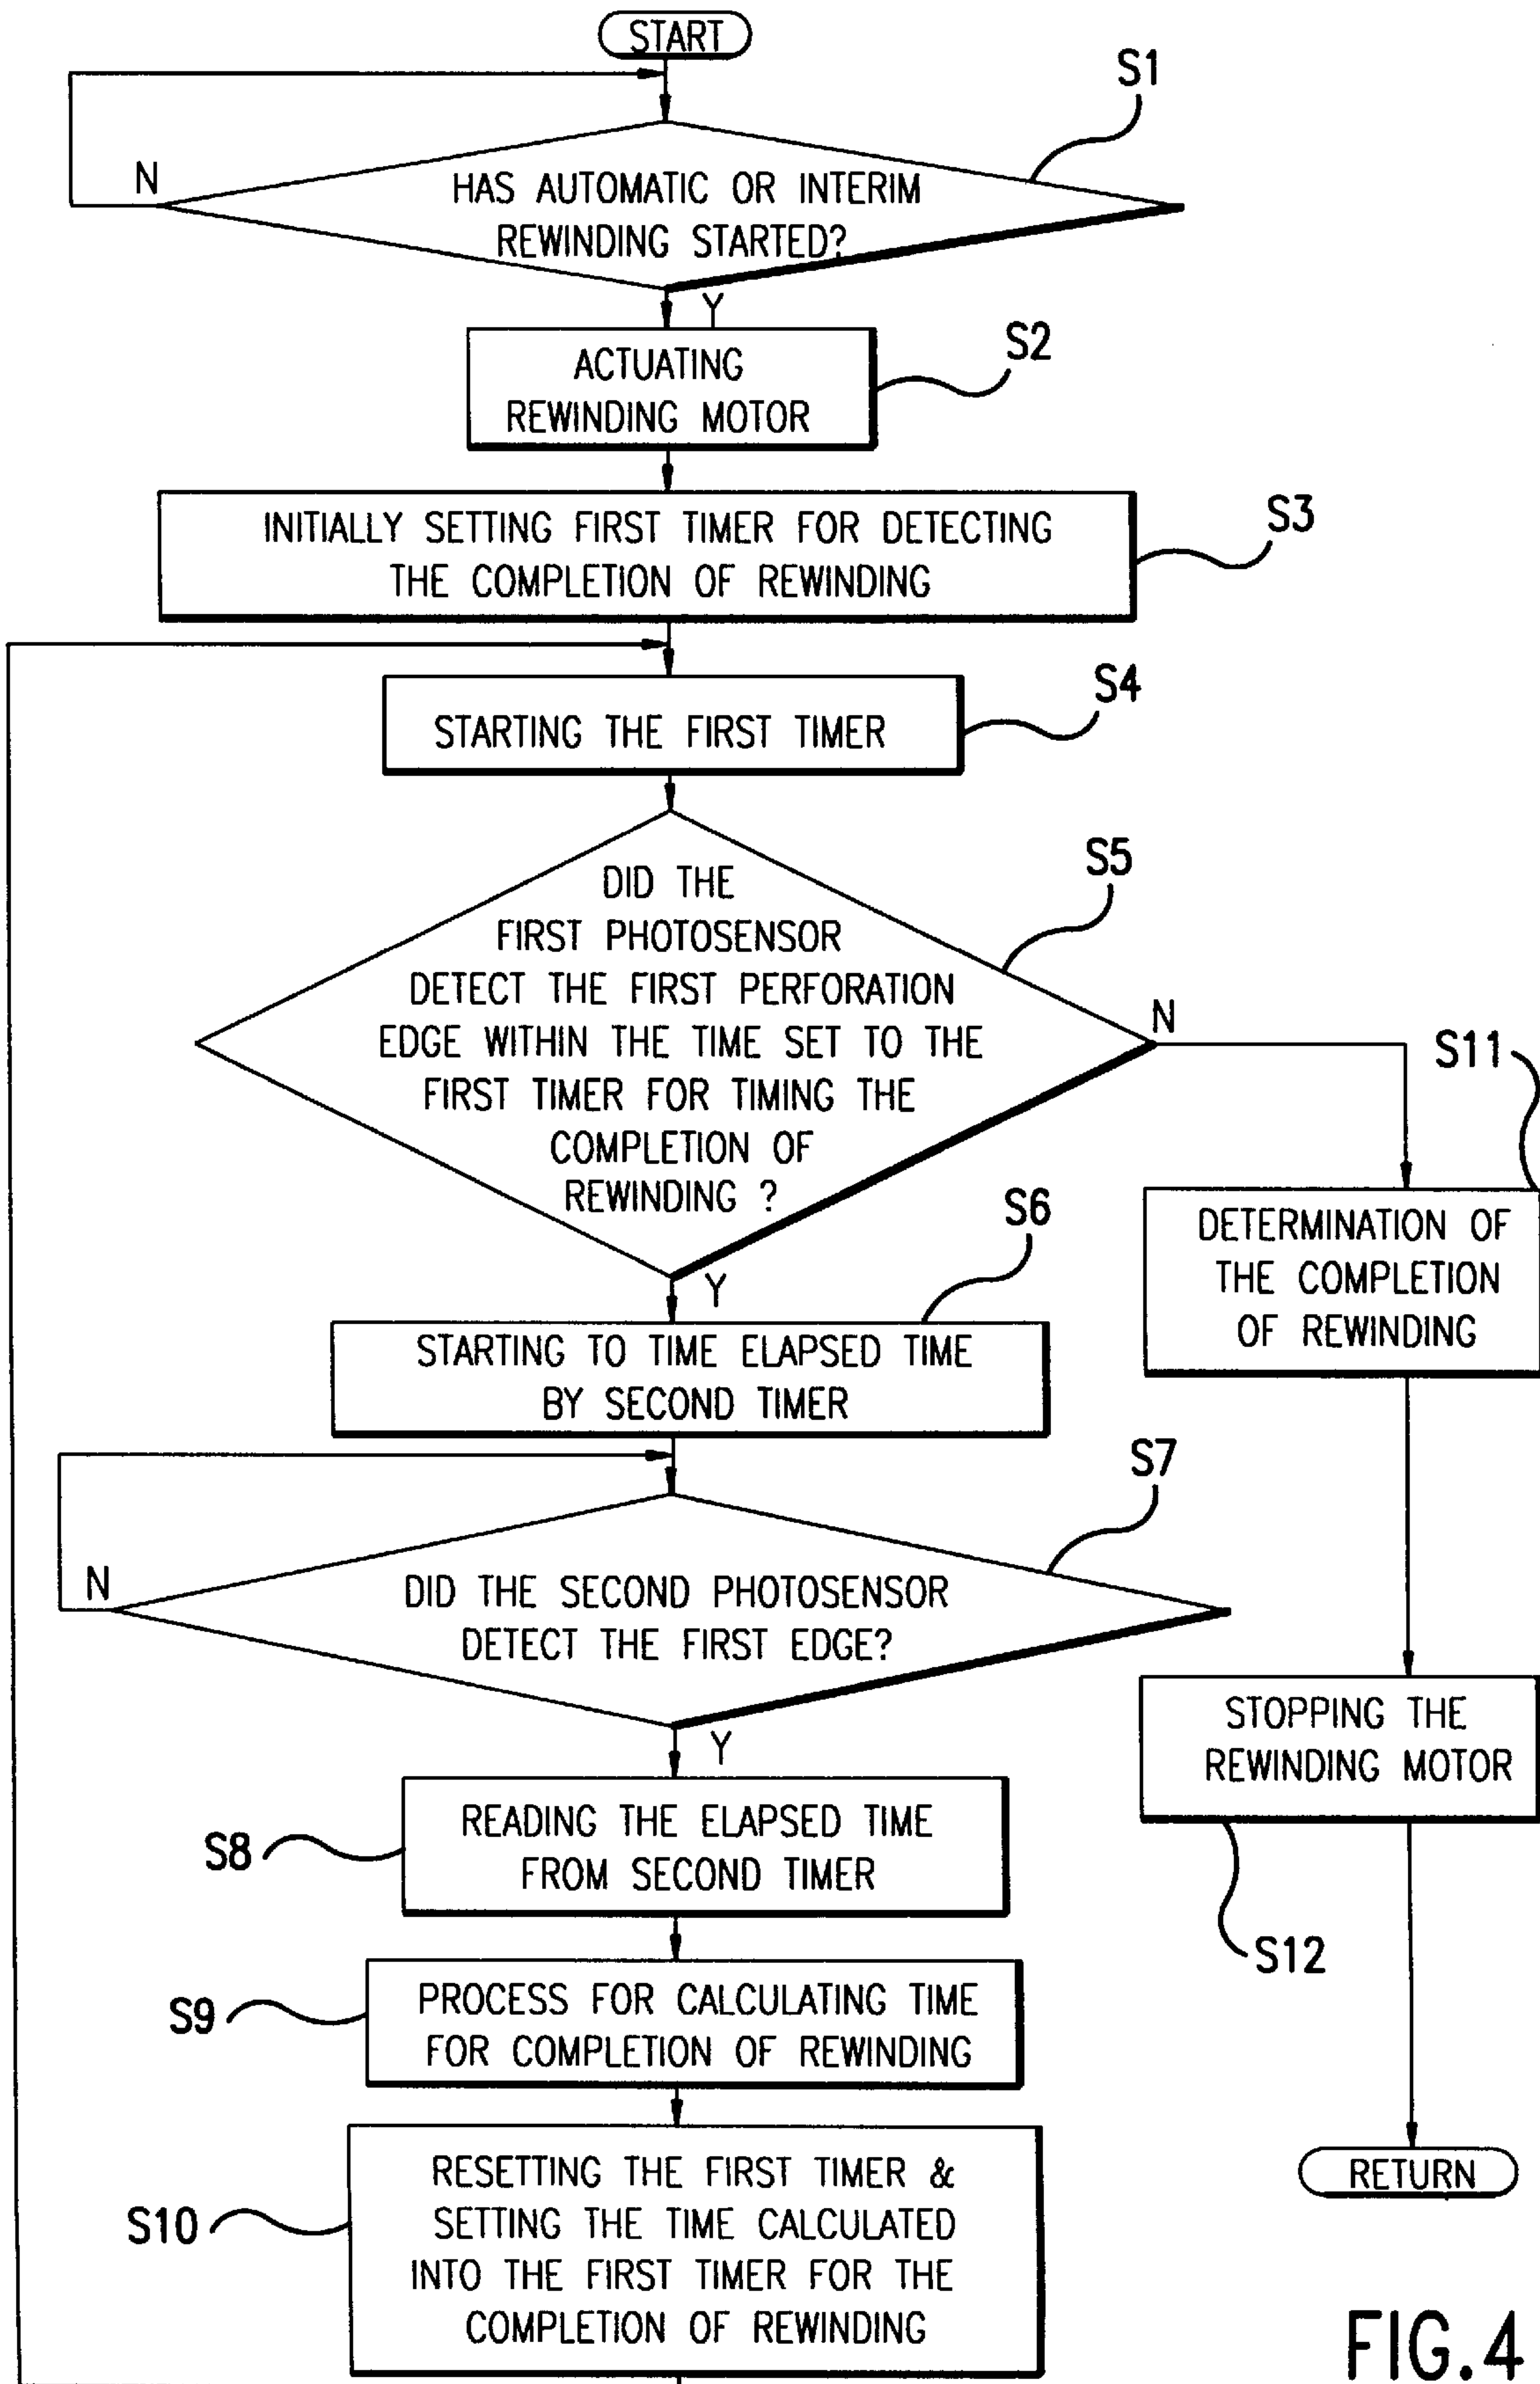 START
S1
N
HAS AUTOMATIC OR INTERIM
REWINDING STARTED?
Y
S2
ACTUATING
REWINDING MOTOR
S3
INITIALLY SETTING FIRST TIMER FOR DETECTING
THE COMPLETION OF REWINDING
S4
STARTING THE FIRST TIMER
S5
DID THE
FIRST PHOTOSENSOR
DETECT THE FIRST PERFORATION
EDGE WITHIN THE TIME SET TO THE
FIRST TIMER FOR TIMING THE
COMPLETION OF
REWINDING ?
N
S11
DETERMINATION OF
THE COMPLETION
OF REWINDING
Y
S6
STARTING TO TIME ELAPSED TIME
BY SECOND TIMER
S7
N
DID THE SECOND PHOTOSENSOR
DETECT THE FIRST EDGE?
Y
STOPPING THE
REWINDING MOTOR
S12
S8
READING THE ELAPSED TIME
FROM SECOND TIMER
S9
PROCESS FOR CALCULATING TIME
FOR COMPLETION OF REWINDING
S10
RESETTING THE FIRST TIMER &
SETTING THE TIME CALCULATED
INTO THE FIRST TIMER FOR THE
COMPLETION OF REWINDING
RETURN
FIG.4